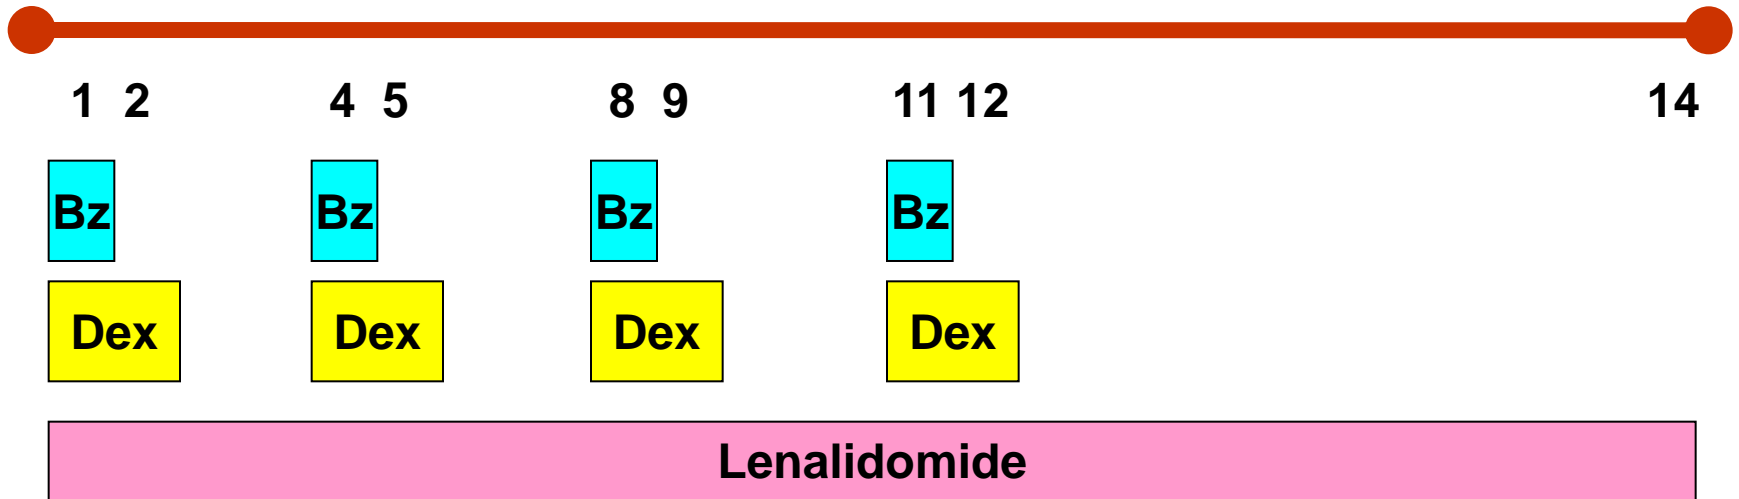 1 2 4 5 8 9 11 12 14
Bz Bz Bz Bz
Dex Dex Dex Dex
Lenalidomide